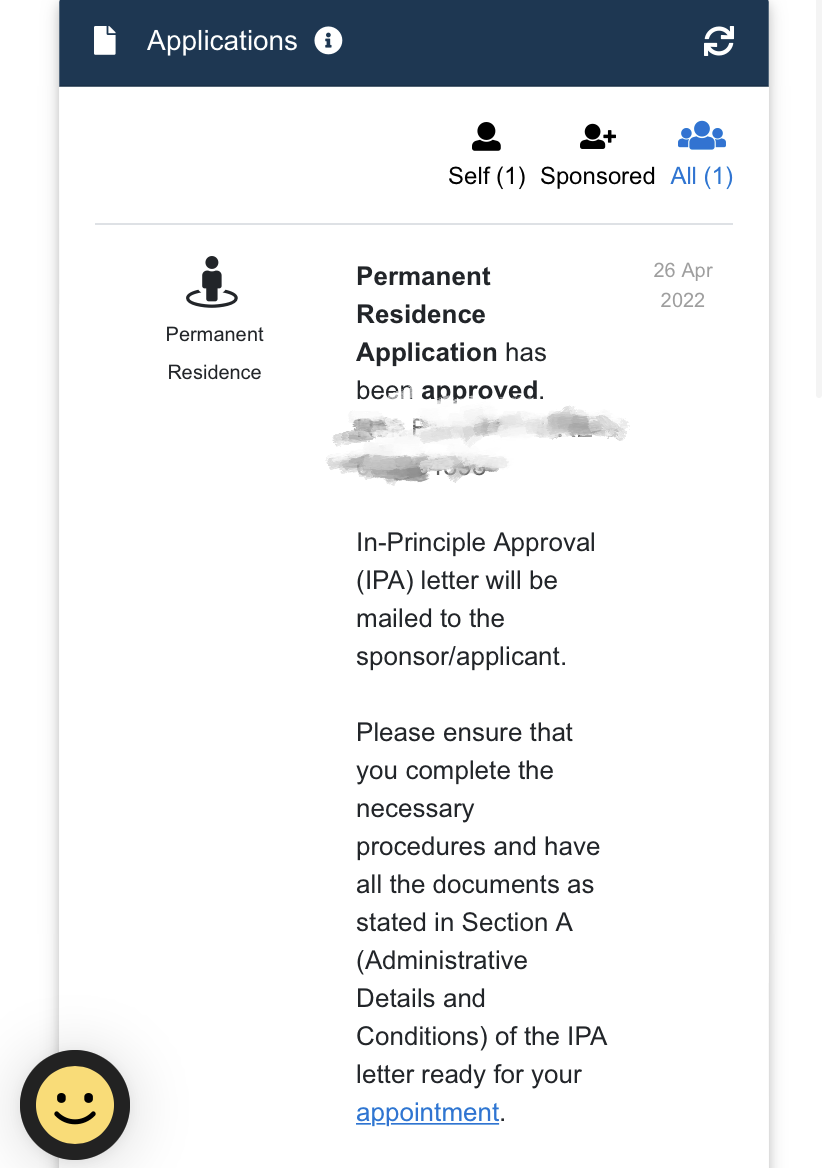 Applications
Self (1) Sponsored All (1)
Permanent
Residence
Permanent
Residence
Application has
been approved.
26 Apr
2022
In-Principle Approval
(IPA) letter will be
mailed to the
sponsor/applicant.
Please ensure that
you complete the
necessary
procedures and have
all the documents as
stated in Section A
(Administrative
Details and
Conditions) of the IPA
letter ready for your
appointment.